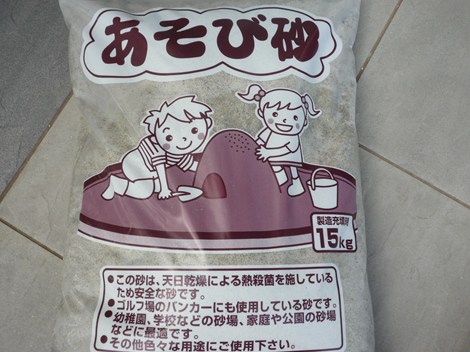 あそび砂
製造充填時
15kg
●この砂は、天日乾燥による熱殺菌を施している
ため安全な砂です。
●ゴルフ場のバンカーにも使用している砂です。
●幼稚園、学校などの砂場、家庭や公園の砂場
などに最適です。
●その他色々な用途にご使用下さい。